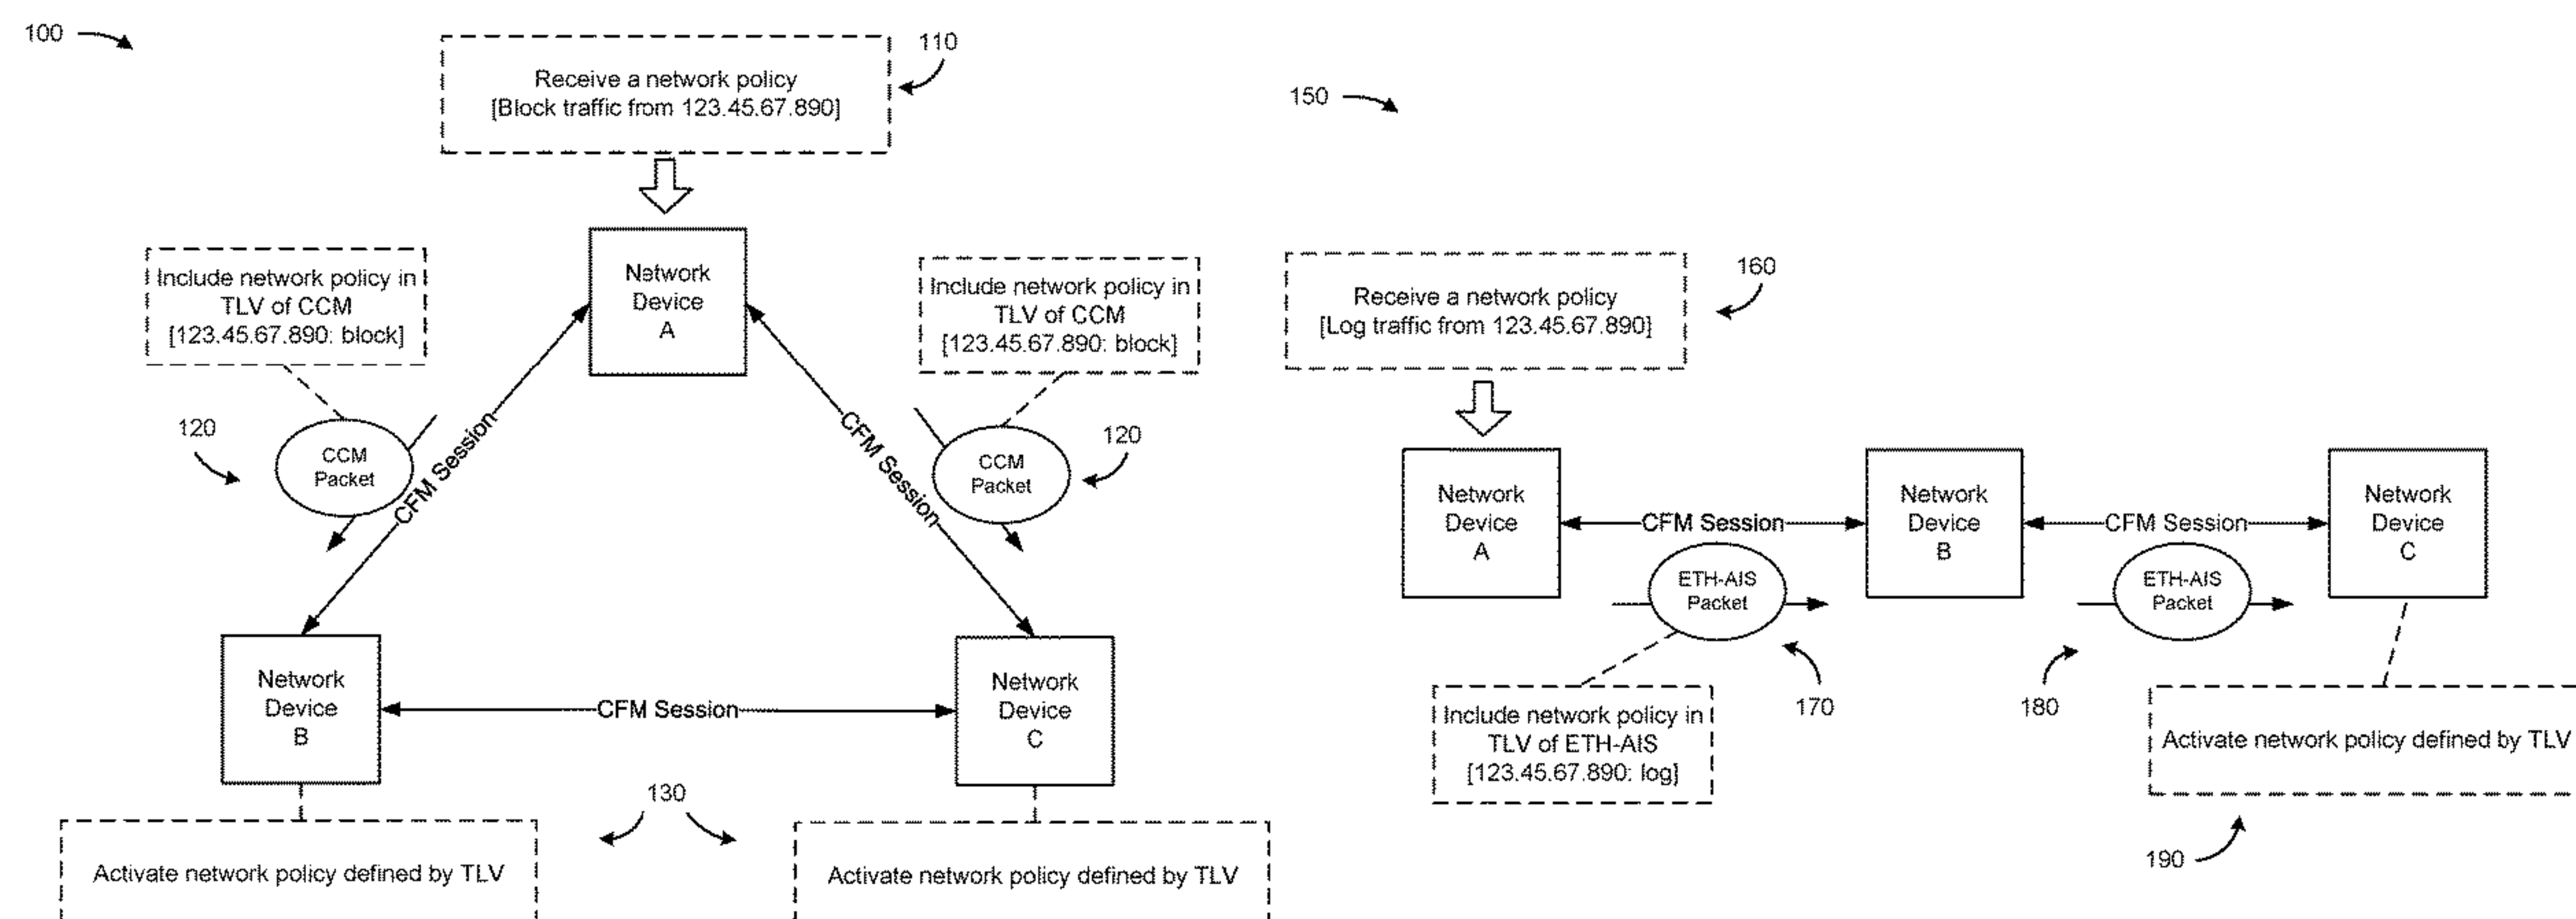 100
110
Receive a network policy
[Block traffic from 123.45.67.890]
Network
Device
A
Include network policy in
TLV of CCM
[123.45.67.890: block]
Include network policy in
TLV of CCM
[123.45.67.890: block]
120
CCM
Packet
CFM Session
CFM Session
CCM
Packet
120
Network
Device
B
CFM Session
Network
Device
C
130
Activate network policy defined by TLV
Activate network policy defined by TLV
150
160
Receive a network policy
[Log traffic from 123.45.67.890]
Network
Device
A
CFM Session
Network
Device
B
CFM Session
Network
Device
C
ETH-AIS
Packet
ETH-AIS
Packet
170
180
Include network policy in
TLV of ETH-AIS
[123.45.67.890: log]
Activate network policy defined by TLV
190